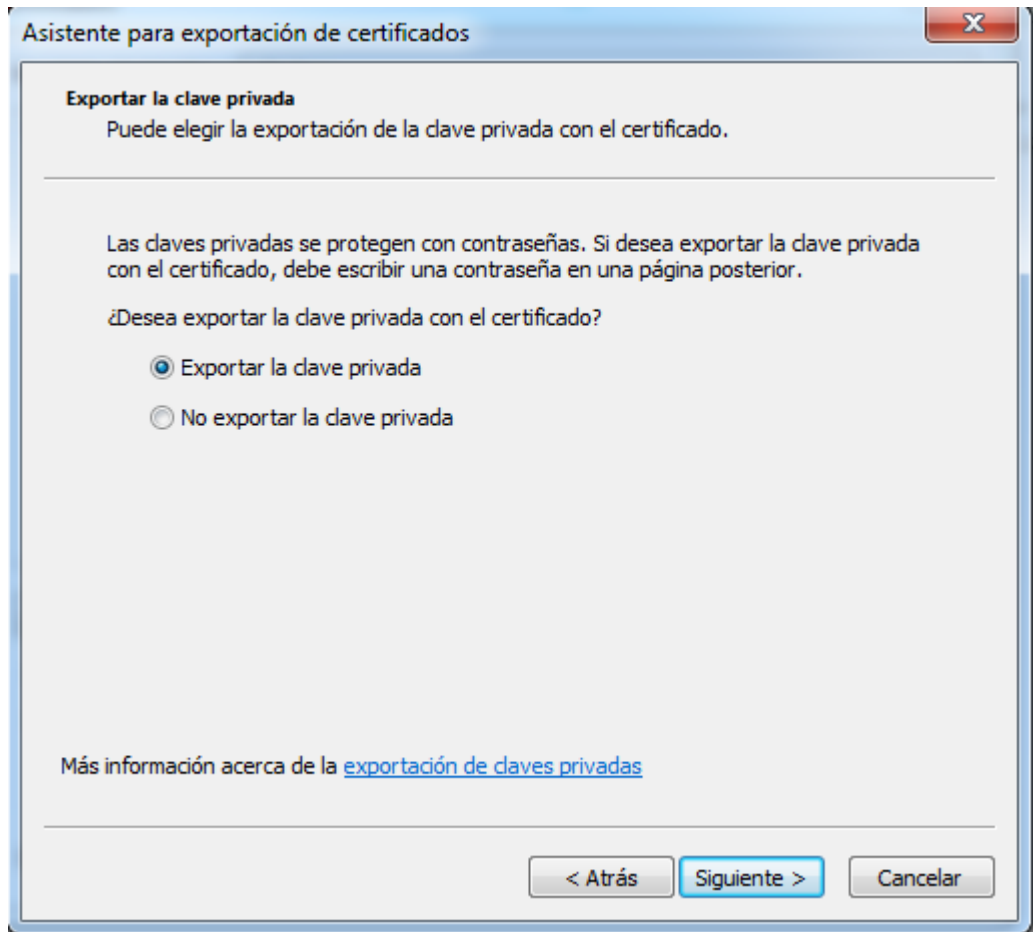 Asistente para exportación de certificados
Exportar la clave privada
Puede elegir la exportación de la clave privada con el certificado.
Las claves privadas se protegen con contraseñas. Si desea exportar la clave privada
con el certificado, debe escribir una contraseña en una página posterior.
¿Desea exportar la clave privada con el certificado?
Exportar la clave privada
No exportar la clave privada
Más información acerca de la exportación de claves privadas
< Atrás
Siguiente >
Cancelar